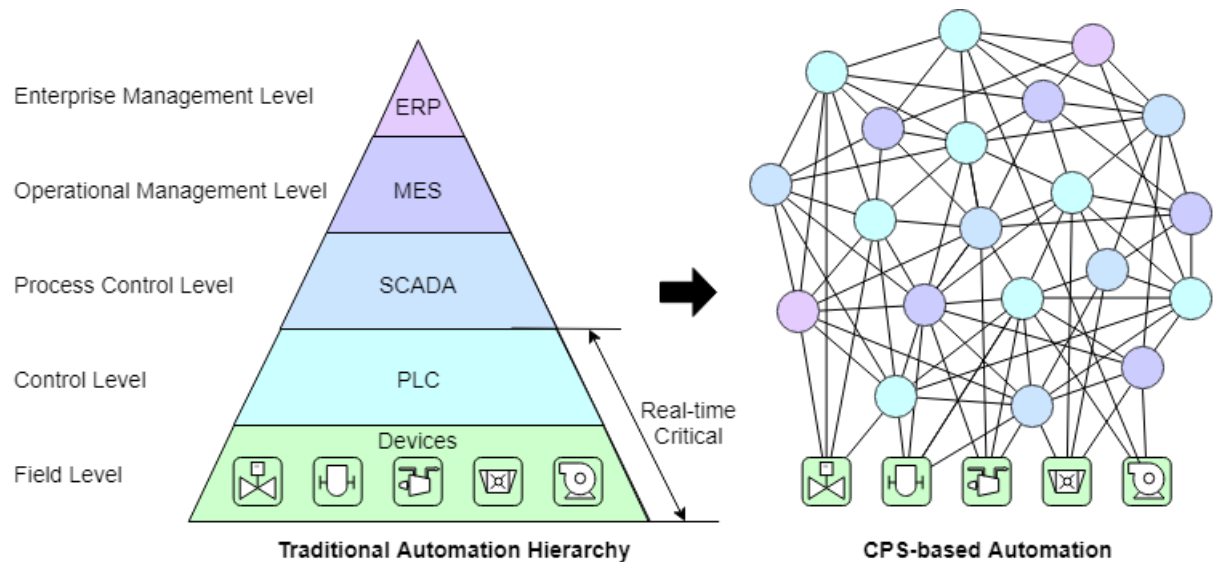 Enterprise Management Level
ERP
Operational Management Level
MES
Process Control Level
SCADA
Control Level
PLC
Real-time
Critical
Devices
Field Level
Traditional Automation Hierarchy
CPS-based Automation